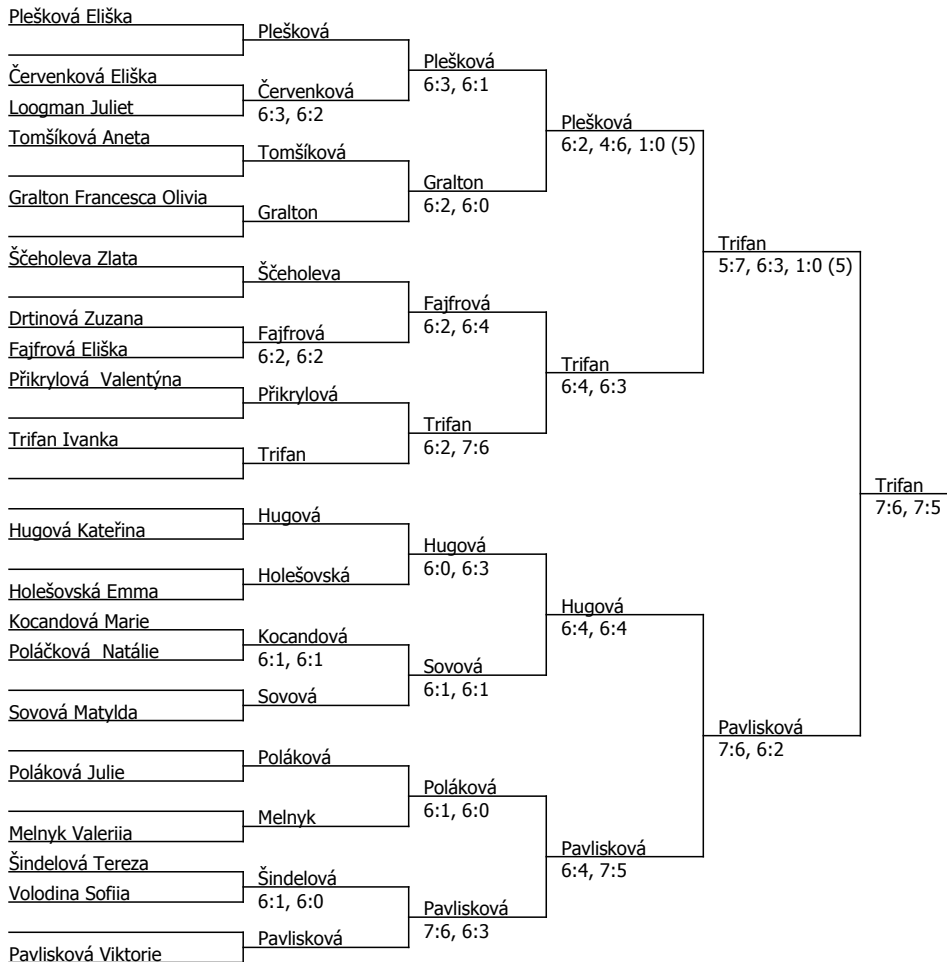 Plešková Eliška
Červenková Eliška
Loogman Juliet
Tomšíková Aneta
Gralton Francesca Olivia
Ščeholeva Zlata
Drtinová Zuzana
Fajfrová Eliška
Přikrylová  Valentýna
Trifan Ivanka
Hugová Kateřina
Holešovská Emma
Kocandová Marie
Poláčková  Natálie
Sovová Matylda
Poláková Julie
Melnyk Valeriia
Šindelová Tereza
Volodina Sofiia
Pavlisková Viktorie
Plešková
Červenková
6:3, 6:2
Tomšíková
Gralton
Ščeholeva
Fajfrová
6:2, 6:2
Přikrylová
Trifan
Hugová
Holešovská
Kocandová
6:1, 6:1
Sovová
Poláková
Melnyk
Šindelová
6:1, 6:0
Pavlisková
Plešková
6:3, 6:1
Gralton
6:2, 6:0
Fajfrová
6:2, 6:4
Trifan
6:2, 7:6
Hugová
6:0, 6:3
Sovová
6:1, 6:1
Poláková
6:1, 6:0
Pavlisková
7:6, 6:3
Plešková
6:2, 4:6, 1:0 (5)
Trifan
6:4, 6:3
Hugová
6:4, 6:4
Pavlisková
6:4, 7:5
Trifan
5:7, 6:3, 1:0 (5)
Pavlisková
7:6, 6:2
Trifan
7:6, 7:5